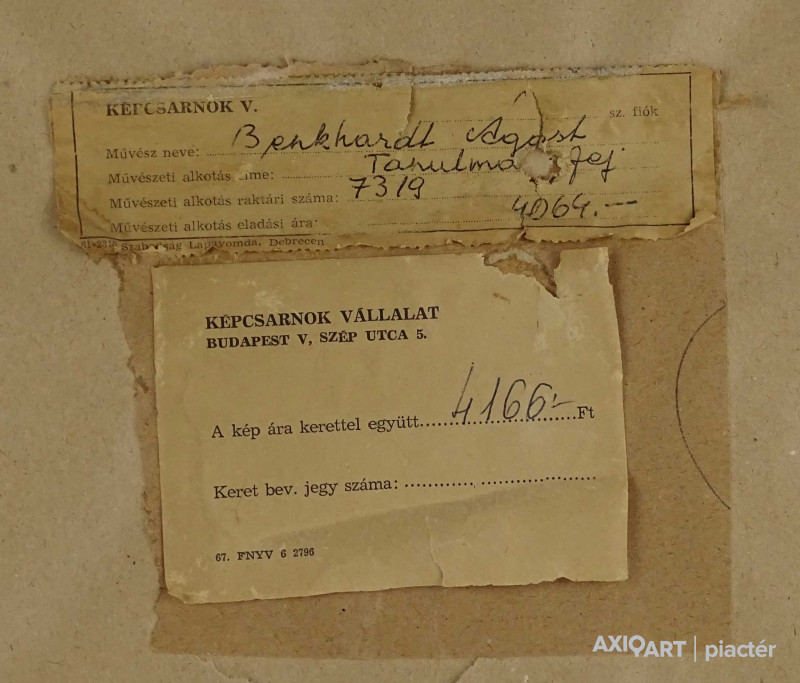 KÉPCSARNOK V.
sz. fiók
Művész neve: Benkhardt Ágost
Művészeti alkotás címe: Tanulmány fej
Művészeti alkotás raktári száma: 7319
Művészeti alkotás eladási ára: 4064.—
Szabadság Lapnyomda, Debrecen
KÉPCSARNOK VÁLLALAT
BUDAPEST V, SZÉP UTCA 5.
A kép ára kerettel együtt 4166.- Ft
Keret bev. jegy száma:
67. FNYV 6 2796
AXIOART | piactér